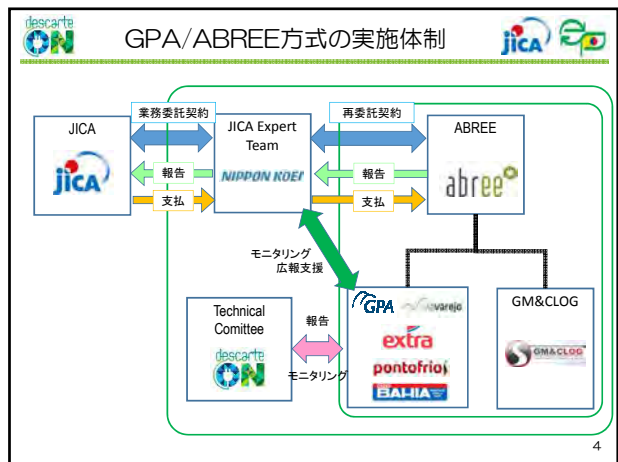 descarte
ON
GPA/ABREE方式の実施体制
jica
業務委託契約
再委託契約
JICA
jica
JICA Expert
Team
NIPPON KOEI
ABREE
abree
報告
報告
支払
支払
モニタリング
広報支援
Technical
Comittee
descarte
ON
報告
モニタリング
GPA
extra
pontofrio
BAHIA
GM&CLOG
GM&CLOG
4